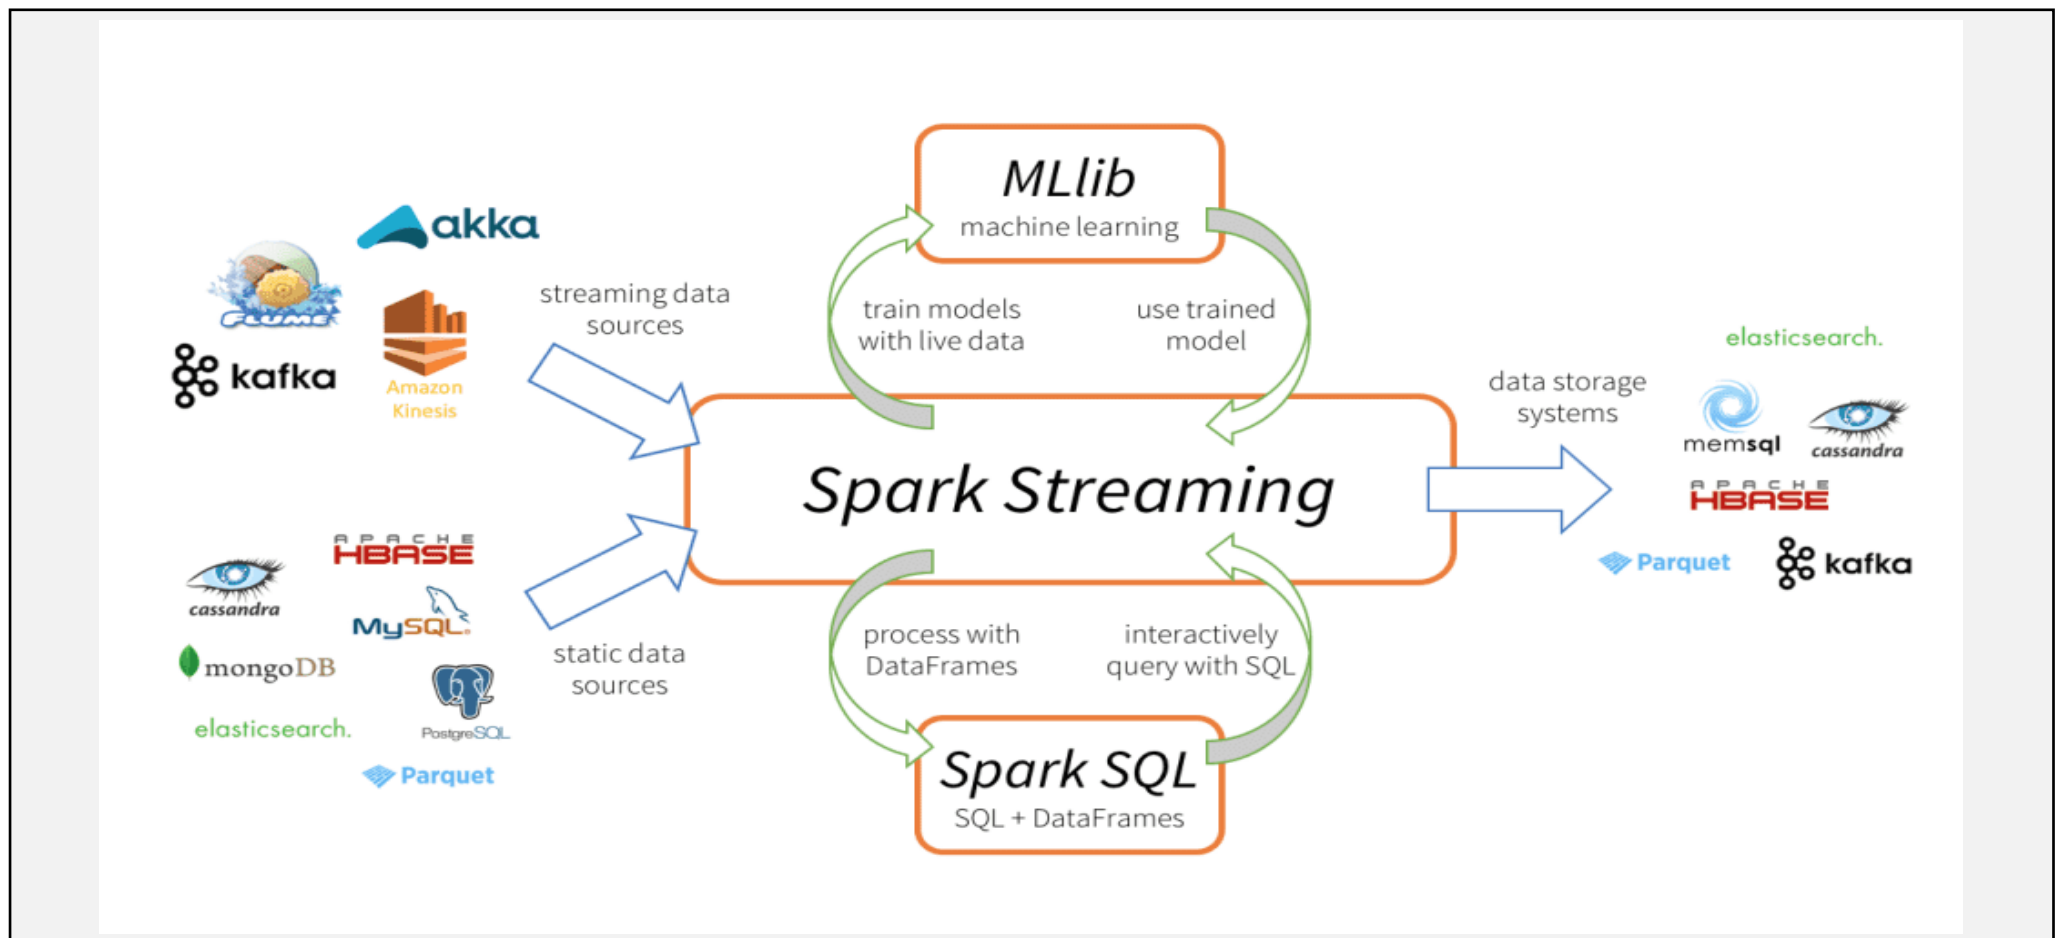 MLlib
machine learning
akka
FLUME
kafka
Amazon
Kinesis
streaming data
sources
train models
with live data
use trained
model
Spark Streaming
data storage
systems
elasticsearch.
memsql
cassandra
APACHE
HBASE
Parquet
kafka
APACHE
HBASE
cassandra
MySQL®
mongoDB
PostgreSQL
elasticsearch.
Parquet
static data
sources
process with
DataFrames
interactively
query with SQL
Spark SQL
SQL + DataFrames